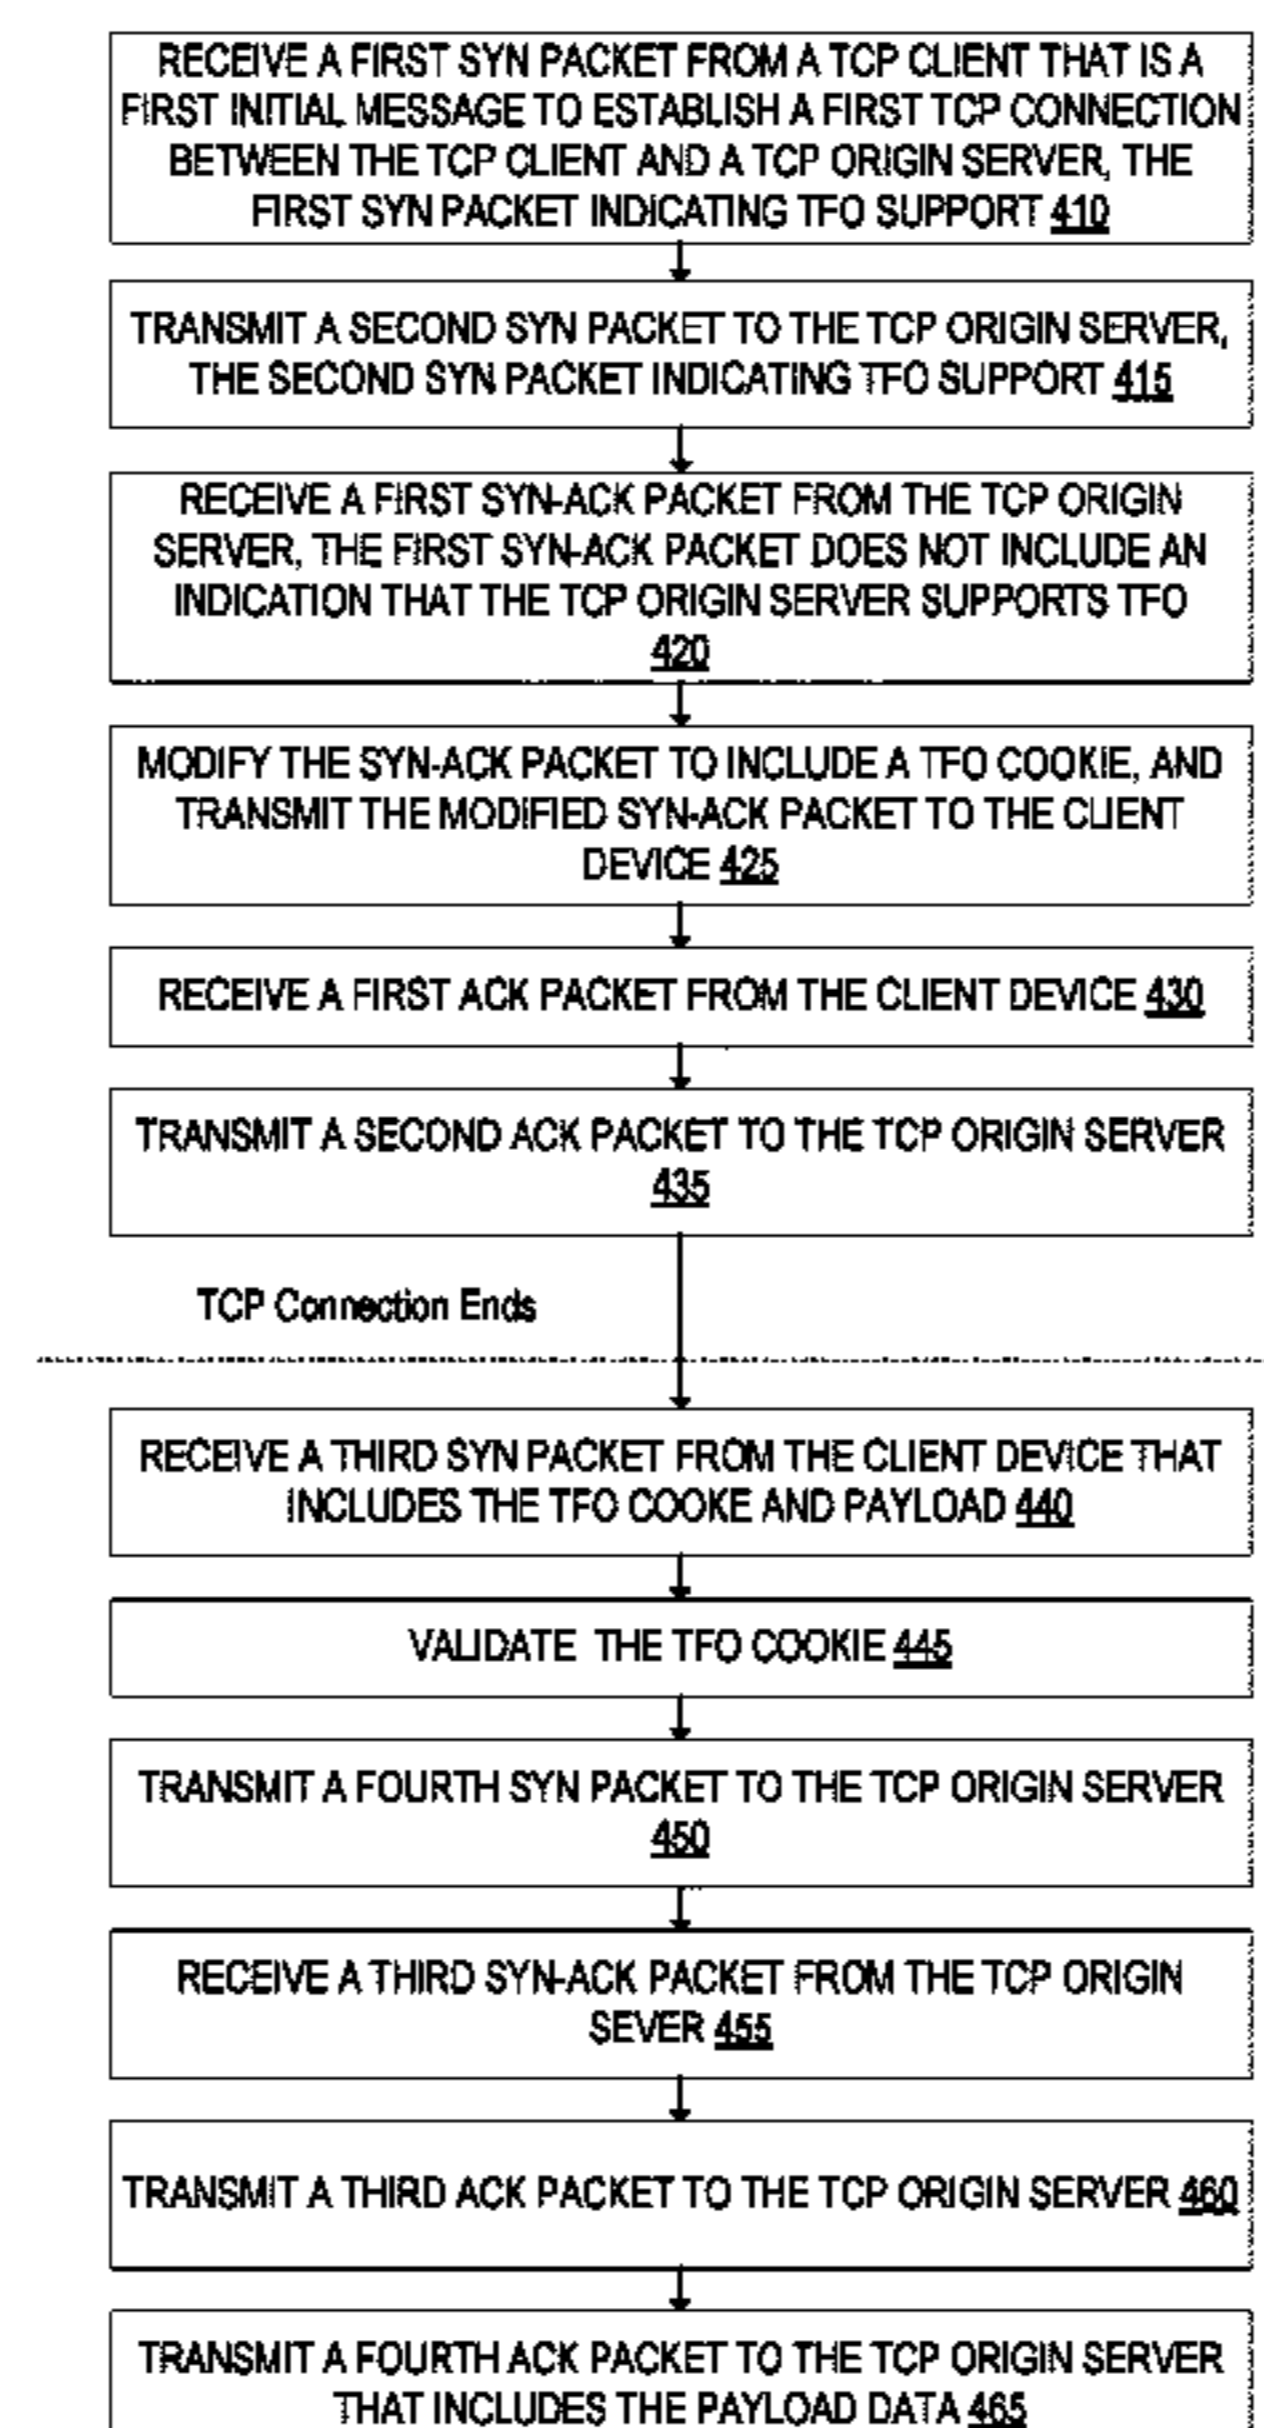 RECEIVE A FIRST SYN PACKET FROM A TCP CLIENT THAT IS A
FIRST INITIAL MESSAGE TO ESTABLISH A FIRST TCP CONNECTION
BETWEEN THE TCP CLIENT AND A TCP ORIGIN SERVER, THE
FIRST SYN PACKET INDICATING TFO SUPPORT 410
TRANSMIT A SECOND SYN PACKET TO THE TCP ORIGIN SERVER,
THE SECOND SYN PACKET INDICATING TFO SUPPORT 415
RECEIVE A FIRST SYN-ACK PACKET FROM THE TCP ORIGIN
SERVER, THE FIRST SYN-ACK PACKET DOES NOT INCLUDE AN
INDICATION THAT THE TCP ORIGIN SERVER SUPPORTS TFO
420
MODIFY THE SYN-ACK PACKET TO INCLUDE A TFO COOKIE, AND
TRANSMIT THE MODIFIED SYN-ACK PACKET TO THE CLIENT
DEVICE 425
RECEIVE A FIRST ACK PACKET FROM THE CLIENT DEVICE 430
TRANSMIT A SECOND ACK PACKET TO THE TCP ORIGIN SERVER
435
TCP Connection Ends
RECEIVE A THIRD SYN PACKET FROM THE CLIENT DEVICE THAT
INCLUDES THE TFO COOKE AND PAYLOAD 440
VALIDATE THE TFO COOKIE 445
TRANSMIT A FOURTH SYN PACKET TO THE TCP ORIGIN SERVER
450
RECEIVE A THIRD SYN-ACK PACKET FROM THE TCP ORIGIN
SEVER 455
TRANSMIT A THIRD ACK PACKET TO THE TCP ORIGIN SERVER 460
TRANSMIT A FOURTH ACK PACKET TO THE TCP ORIGIN SERVER
THAT INCLUDES THE PAYLOAD DATA 465